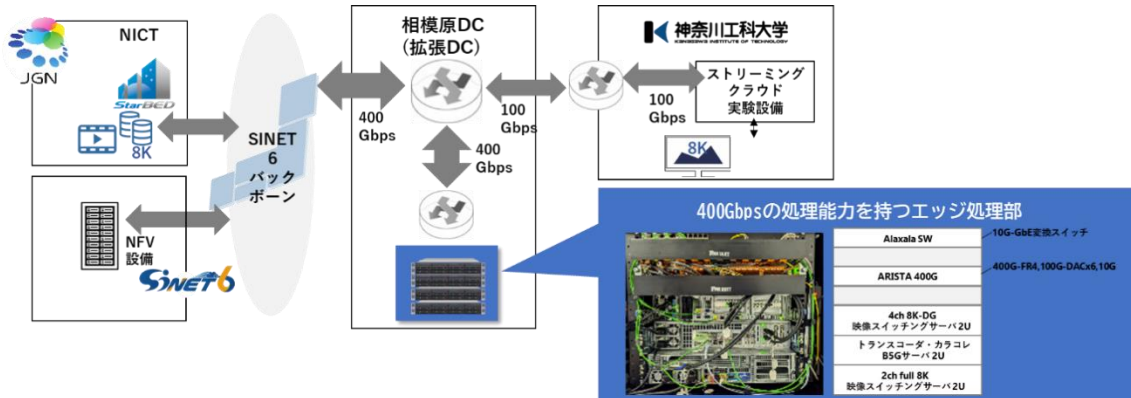 JGN
NICT
StarBED
8K
NFV
設備
SINET6
SINET
6
バック
ボーン
400
Gbps
相模原DC
(拡張DC)
400
Gbps
100
Gbps
神奈川工科大学
KANAGAWA INSTITUTE OF TECHNOLOGY
100
Gbps
ストリーミング
クラウド
実験設備
8K
400Gbpsの処理能力を持つエッジ処理部
PANDUIT
PANDUIT
Alaxala SW
10G-GbE変換スイッチ
ARISTA 400G
400G-FR4,100G-DACx6,10G
4ch 8K-DG
映像スイッチングサーバ 2U
トランスコーダ・カラコレ
B5Gサーバ 2U
2ch full 8K
映像スイッチングサーバ 2U